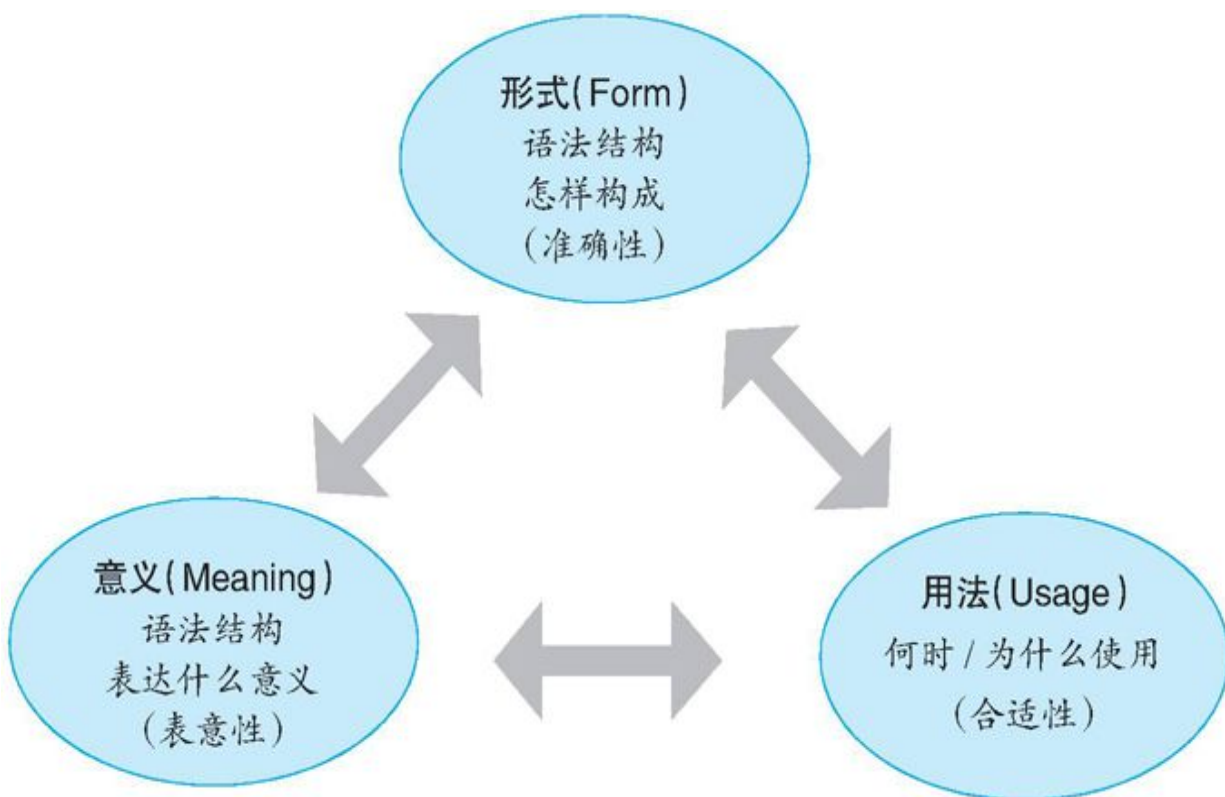 形式(Form)
语法结构
怎样构成
(准确性)
意义(Meaning)
语法结构
表达什么意义
(表意性)
用法(Usage)
何时/为什么使用
(合适性)